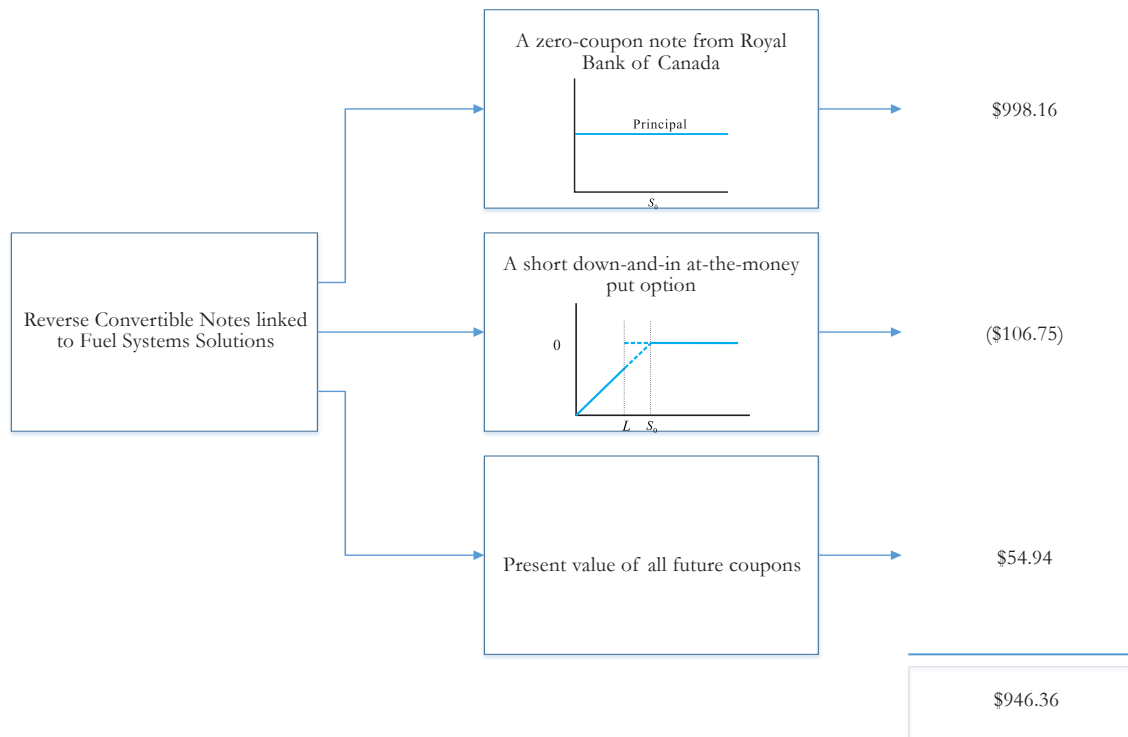 A zero-coupon note from Royal
Bank of Canada
Principal
S₀
$998.16
Reverse Convertible Notes linked
to Fuel Systems Solutions
A short down-and-in at-the-money
put option
0
L S₀
($106.75)
Present value of all future coupons
$54.94
$946.36